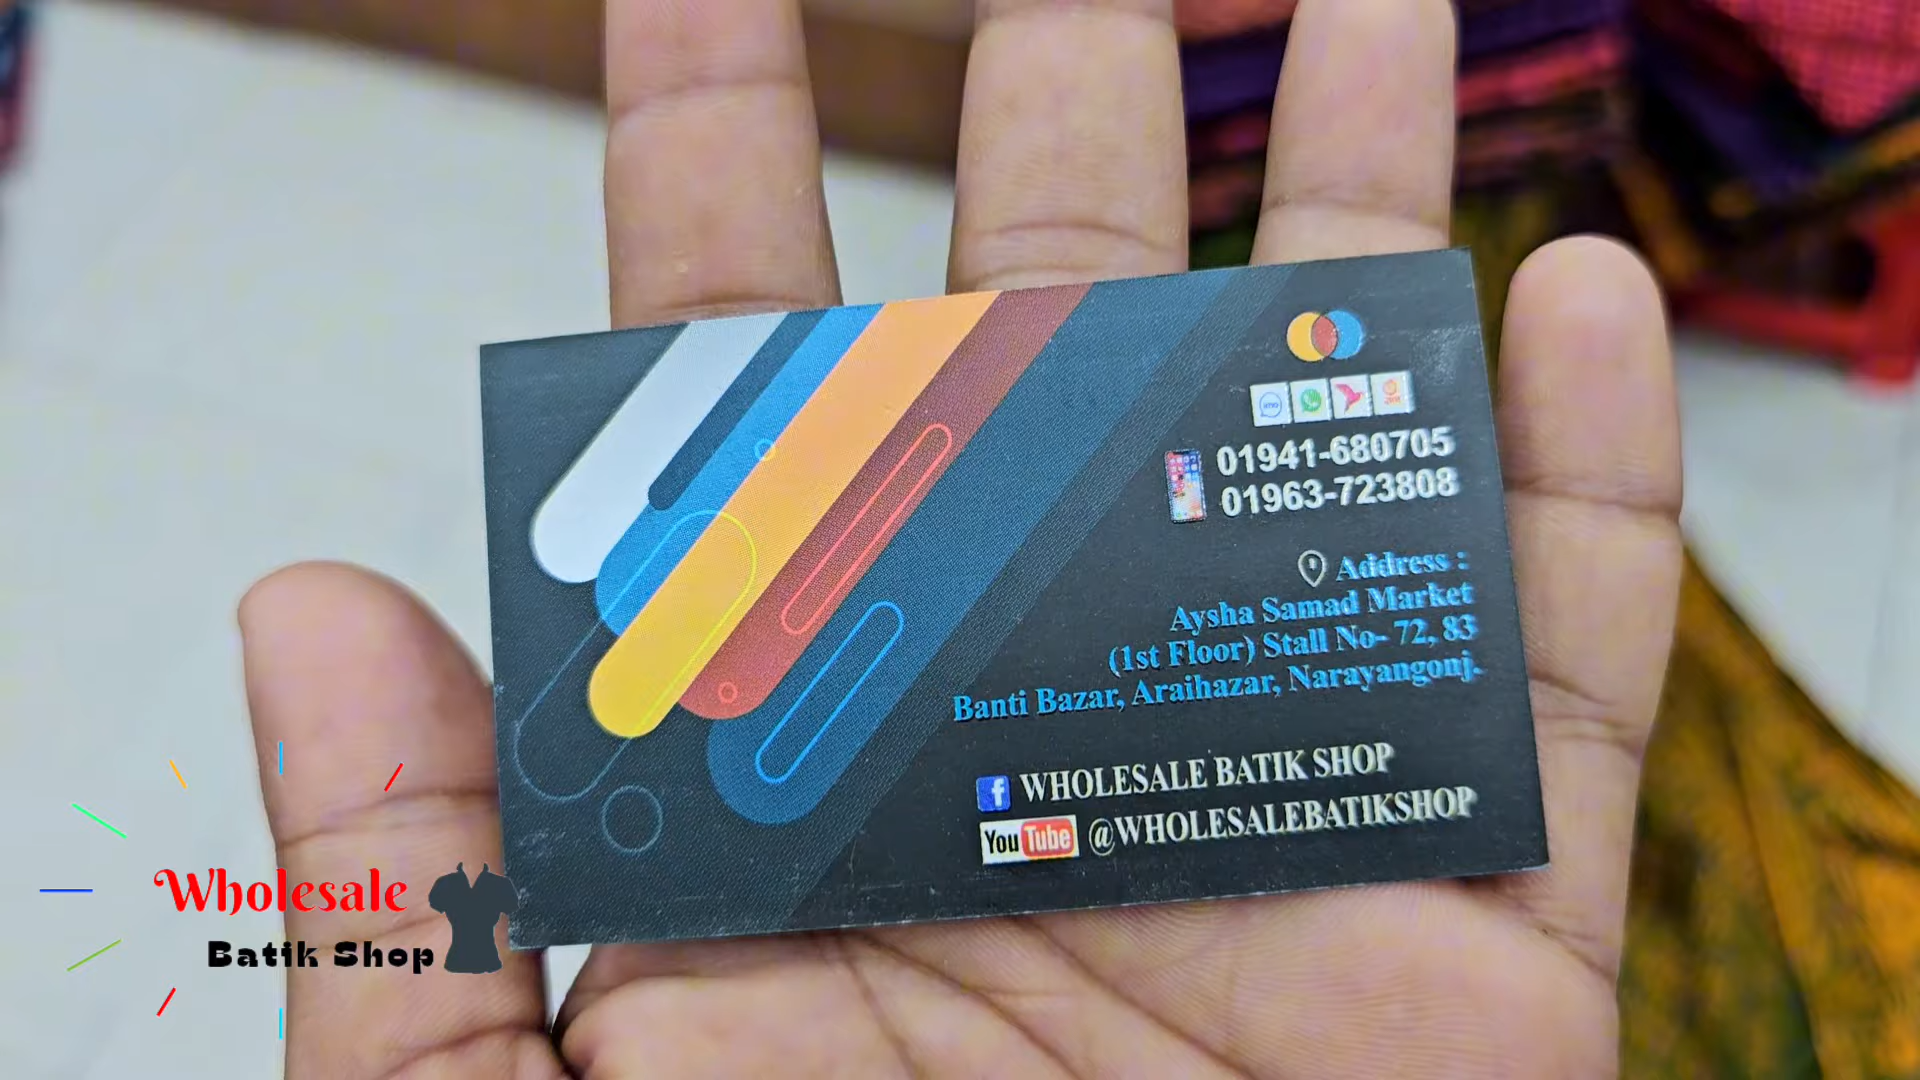 01941-680705
01963-723808
Address :
Aysha Samad Market
(1st Floor) Stall No- 72, 83
Banti Bazar, Araihazar, Narayangonj.
f WHOLESALE BATIK SHOP
You Tube @WHOLESALEBATIKSHOP
Wholesale
Batik Shop